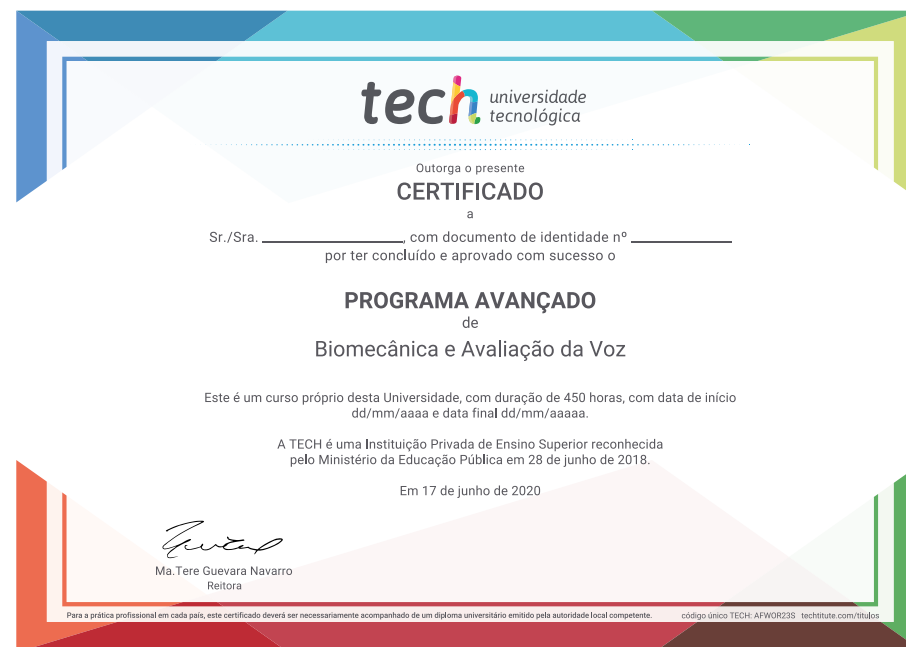 tech universidade
tecnológica
Outorga o presente
CERTIFICADO
a
Sr./Sra. ____________________, com documento de identidade nº ______________
por ter concluído e aprovado com sucesso o
PROGRAMA AVANÇADO
de
Biomecânica e Avaliação da Voz
Este é um curso próprio desta Universidade, com duração de 450 horas, com data de início
dd/mm/aaaa e data final dd/mm/aaaaa.
A TECH é uma Instituição Privada de Ensino Superior reconhecida
pelo Ministério da Educação Pública em 28 de junho de 2018.
Em 17 de junho de 2020
Ma.Tere Guevara Navarro
Reitora
Para a prática profissional em cada país, este certificado deverá ser necessariamente acompanhado de um diploma universitário emitido pela autoridade local competente. código único TECH: AFWOR23S techtitute.com/titulos